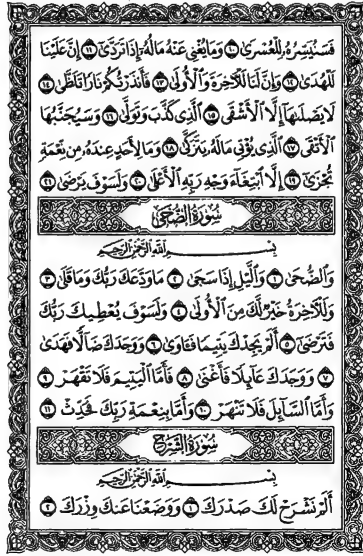 فَسَنُيَسِّرُهُۥ لِلۡعُسۡرَىٰ ١٠ وَمَا يُغۡنِي عَنۡهُ مَالُهُۥٓ إِذَا تَرَدَّىٰٓ ١١ إِنَّ عَلَيۡنَا
لَلۡهُدَىٰ ١٢ وَإِنَّ لَنَا لَلۡأٓخِرَةَ وَٱلۡأُولَىٰ ١٣ فَأَنذَرۡتُكُمۡ نَارٗا تَلَظَّىٰ ١٤
لَا يَصۡلَىٰهَآ إِلَّا ٱلۡأَشۡقَى ١٥ ٱلَّذِي كَذَّبَ وَتَوَلَّىٰ ١٦ وَسَيُجَنَّبُهَا
ٱلۡأَتۡقَى ١٧ ٱلَّذِي يُؤۡتِي مَالَهُۥ يَتَزَكَّىٰ ١٨ وَمَا لِأَحَدٍ عِندَهُۥ مِن نِّعۡمَةٖ
تُجۡزَىٰٓ ١٩ إِلَّا ٱبۡتِغَآءَ وَجۡهِ رَبِّهِ ٱلۡأَعۡلَىٰ ٢٠ وَلَسَوۡفَ يَرۡضَىٰ ٢١
سُورَةُ الضُّحَىٰ
بِسۡمِ ٱللَّهِ ٱلرَّحۡمَٰنِ ٱلرَّحِيمِ
وَٱلضُّحَىٰ ١ وَٱلَّيۡلِ إِذَا سَجَىٰ ٢ مَا وَدَّعَكَ رَبُّكَ وَمَا قَلَىٰ ٣
وَلَلۡأٓخِرَةُ خَيۡرٞ لَّكَ مِنَ ٱلۡأُولَىٰ ٤ وَلَسَوۡفَ يُعۡطِيكَ رَبُّكَ
فَتَرۡضَىٰٓ ٥ أَلَمۡ يَجِدۡكَ يَتِيمٗا فَـَٔاوَىٰ ٦ وَوَجَدَكَ ضَآلّٗا فَهَدَىٰ
٧ وَوَجَدَكَ عَآئِلٗا فَأَغۡنَىٰ ٨ فَأَمَّا ٱلۡيَتِيمَ فَلَا تَقۡهَرۡ ٩
وَأَمَّا ٱلسَّآئِلَ فَلَا تَنۡهَرۡ ١٠ وَأَمَّا بِنِعۡمَةِ رَبِّكَ فَحَدِّثۡ ١١
سُورَةُ الشَّرۡحِ
بِسۡمِ ٱللَّهِ ٱلرَّحۡمَٰنِ ٱلرَّحِيمِ
أَلَمۡ نَشۡرَحۡ لَكَ صَدۡرَكَ ١ وَوَضَعۡنَا عَنكَ وِزۡرَكَ ٢